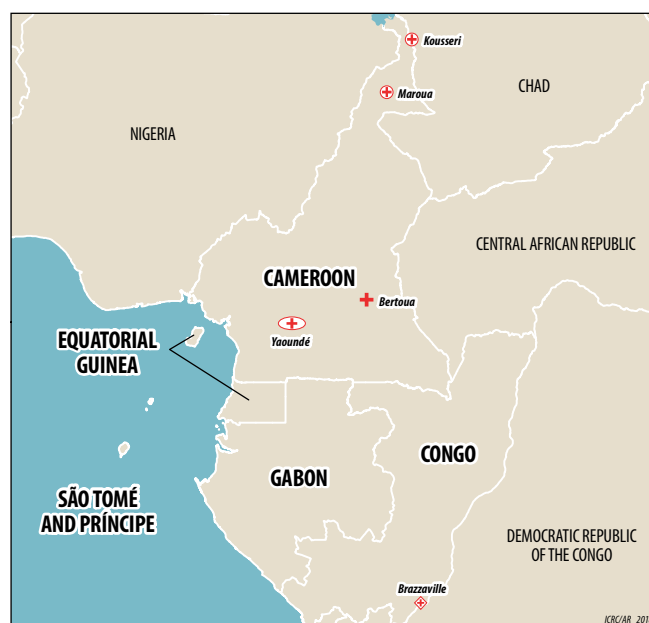 Kousseri
Maroua
CHAD
NIGERIA
CENTRAL AFRICAN REPUBLIC
CAMEROON
Bertoua
Yaoundé
EQUATORIAL
GUINEA
CONGO
GABON
SÃO TOMÉ
AND PRÍNCIPE
DEMOCRATIC REPUBLIC
OF THE CONGO
Brazzaville
ICRC/AR_201